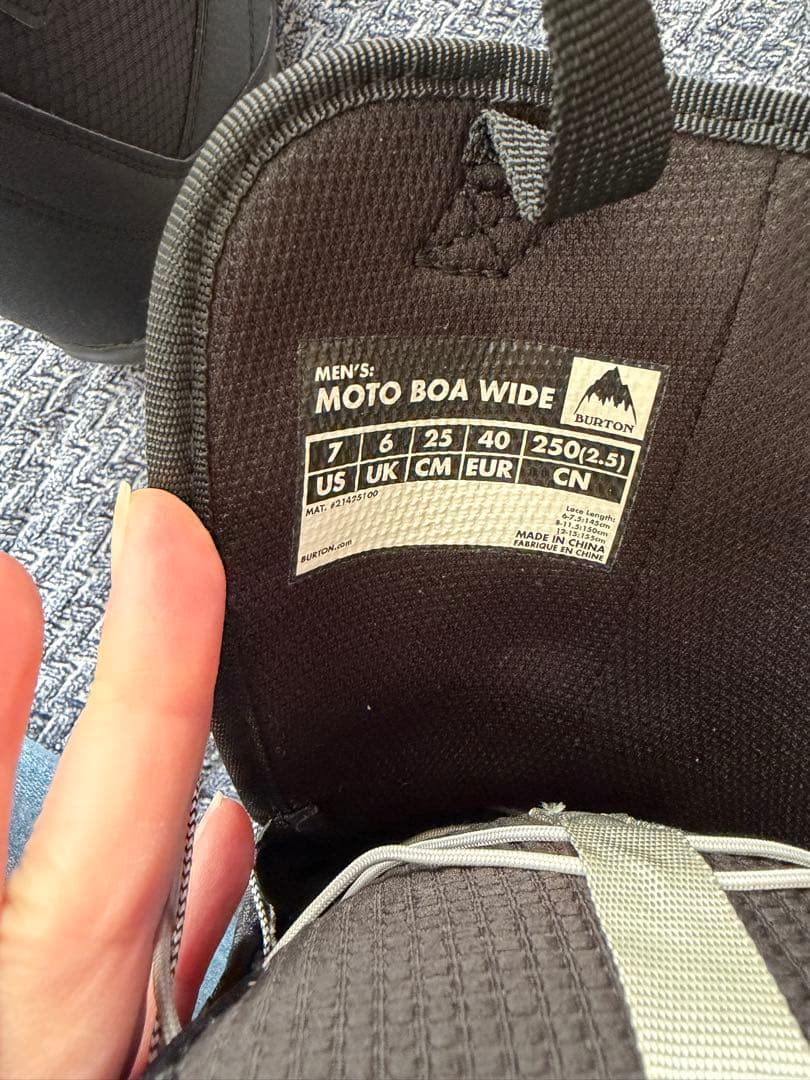 MEN'S:
MOTO BOA WIDE
BURTON
7 6 25 40 250(2.5)
US UK CM EUR CN
MAT. #21425100
Lace Length:
6-7.5:145cm
8-11.5:150cm
12-15:155cm
BURTON.com
MADE IN CHINA
FABRIQUE EN CHINE